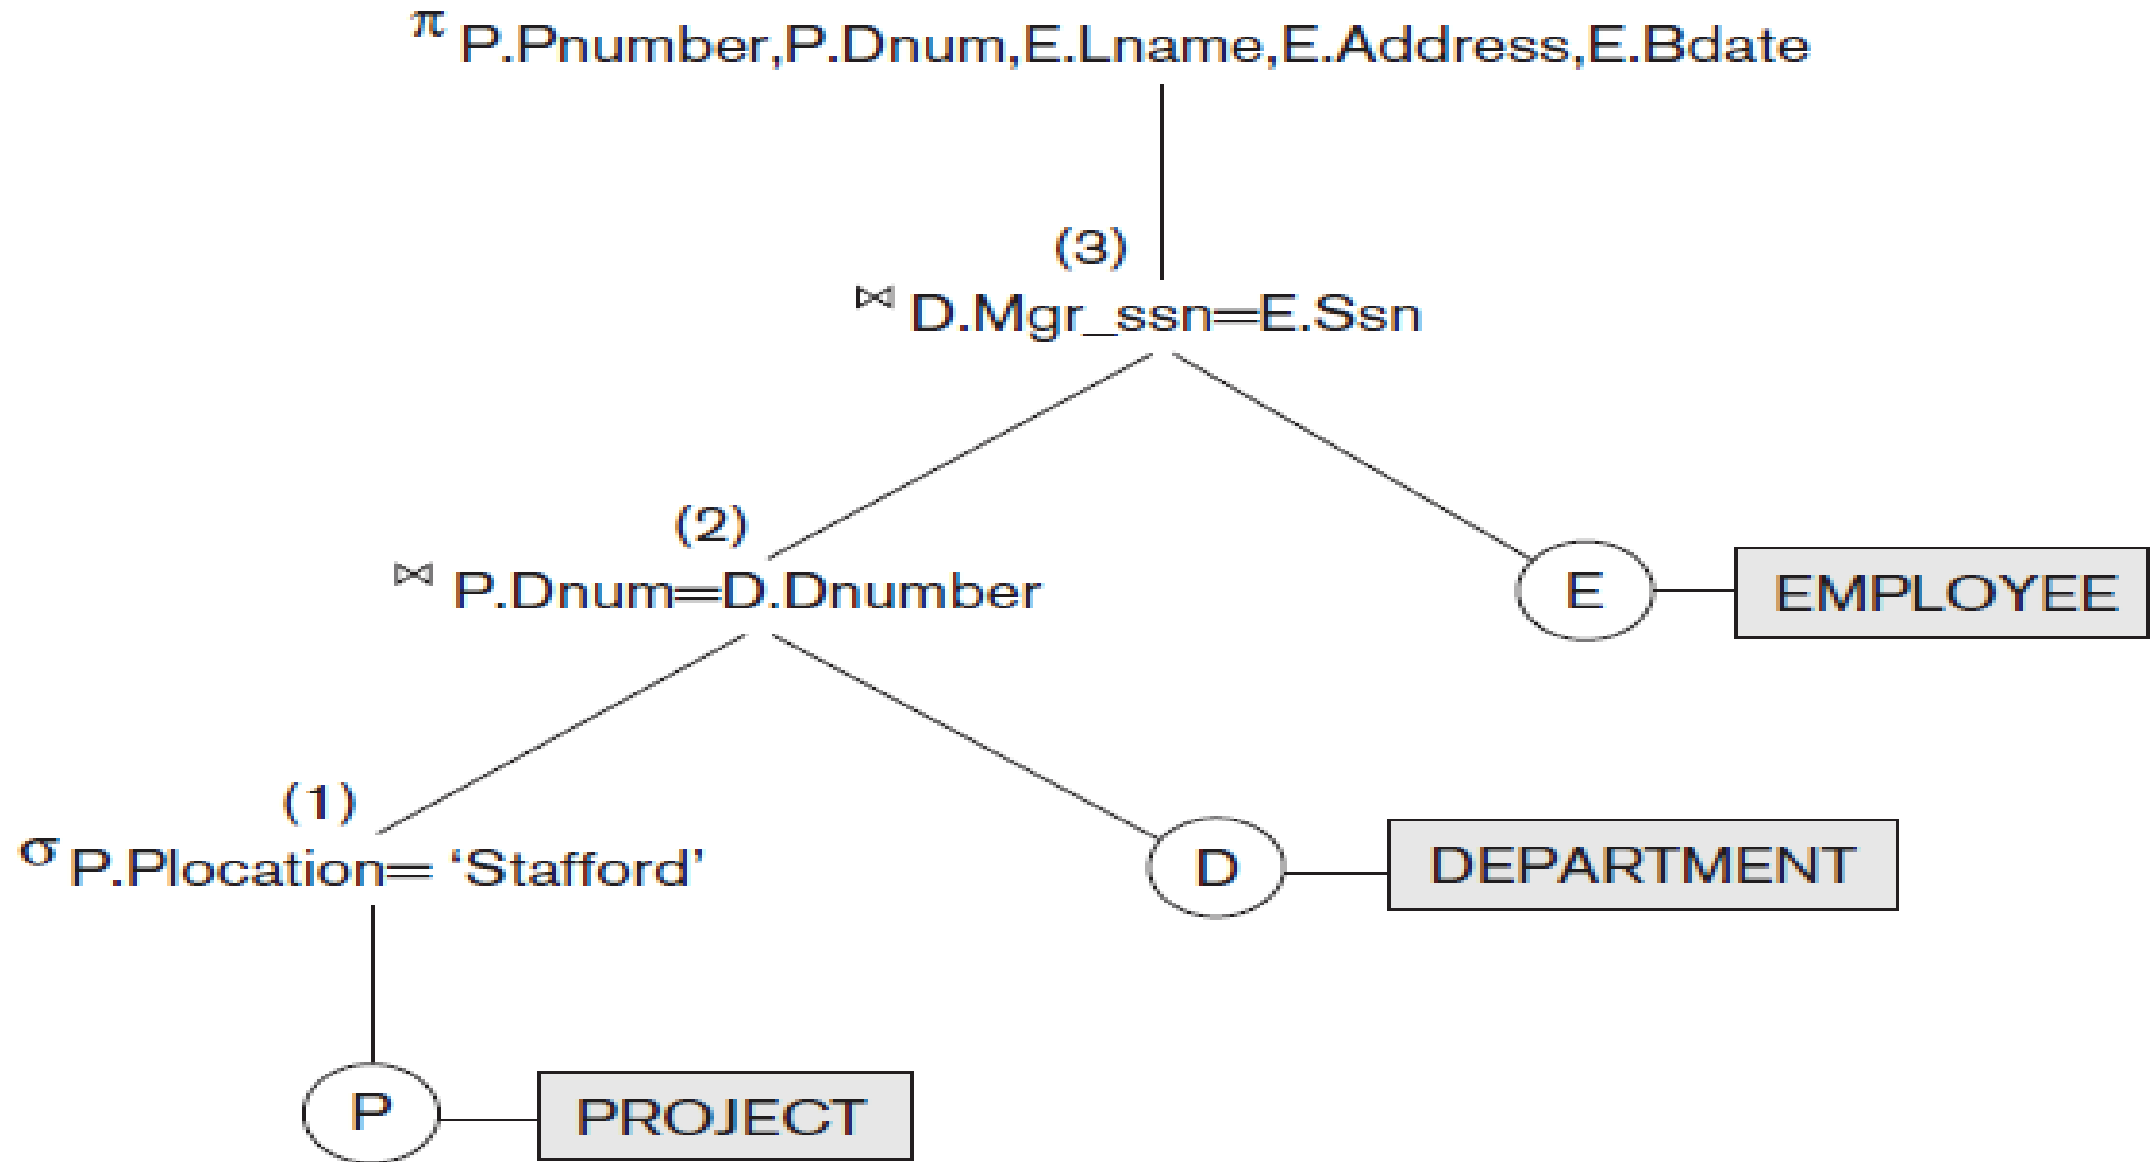 π P.Pnumber,P.Dnum,E.Lname,E.Address,E.Bdate
(3)
⋈ D.Mgr_ssn=E.Ssn
(2)
⋈ P.Dnum=D.Dnumber
E
EMPLOYEE
(1)
σ P.Plocation= ‘Stafford’
D
DEPARTMENT
P
PROJECT